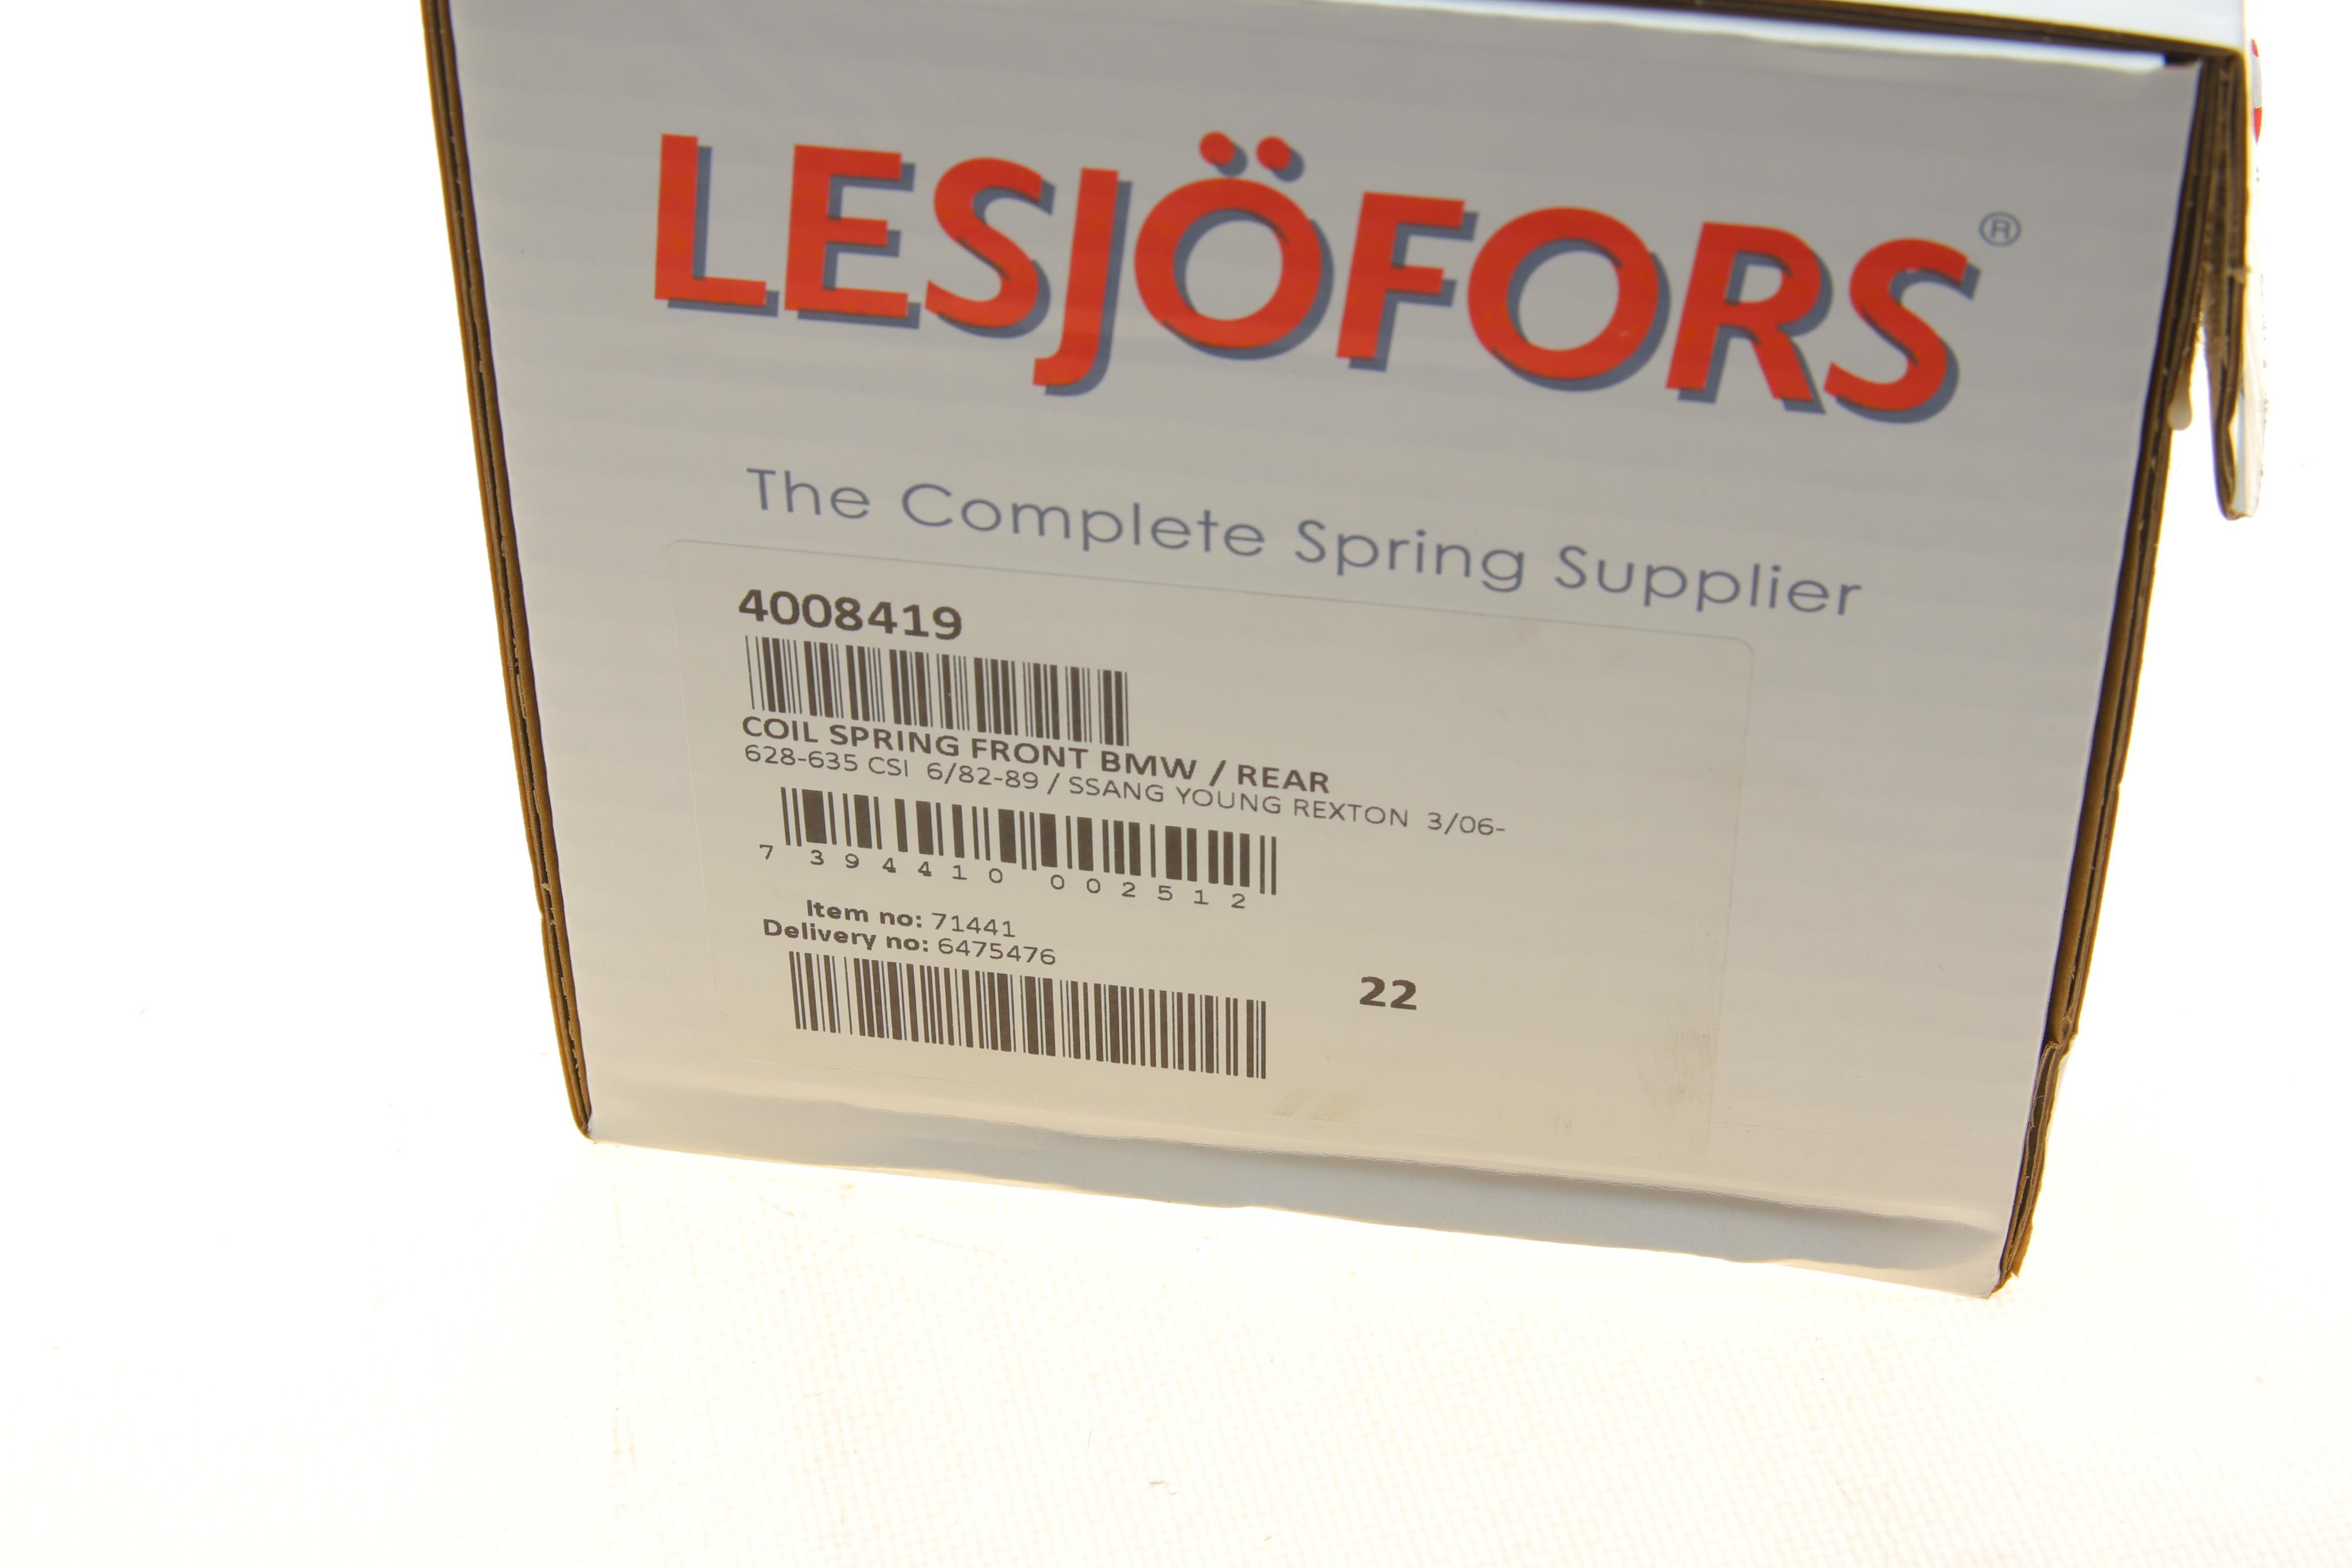 LESJÖFORS®
The Complete Spring Supplier
4008419
COIL SPRING FRONT BMW / REAR
628-635 CSI 6/82-89 / SSANG YOUNG REXTON 3/06-
7 394410 002512
Item no: 71441
Delivery no: 6475476
22